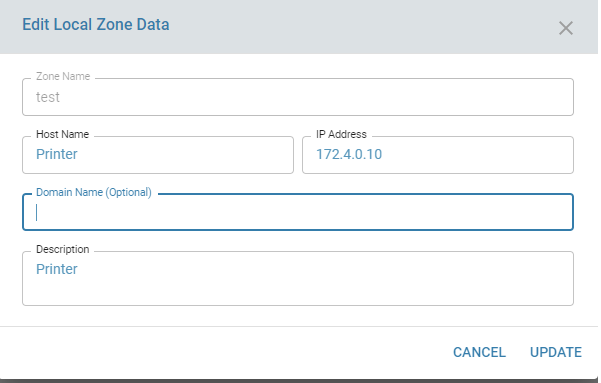 Edit Local Zone Data
Zone Name
test
Host Name
IP Address
Printer
172.4.0.10
Domain Name (Optional)
Description
Printer
CANCEL
UPDATE